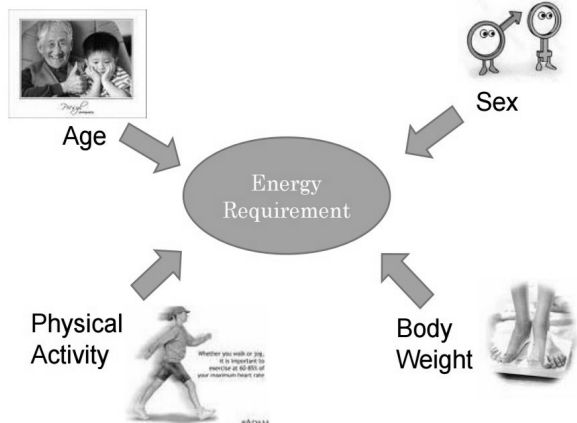 Age
Sex
Energy
Requirement
Physical
Activity
Whether you walk or jog,
it is important to
exercise at 60-85% of
your maximum heart rate
Body
Weight